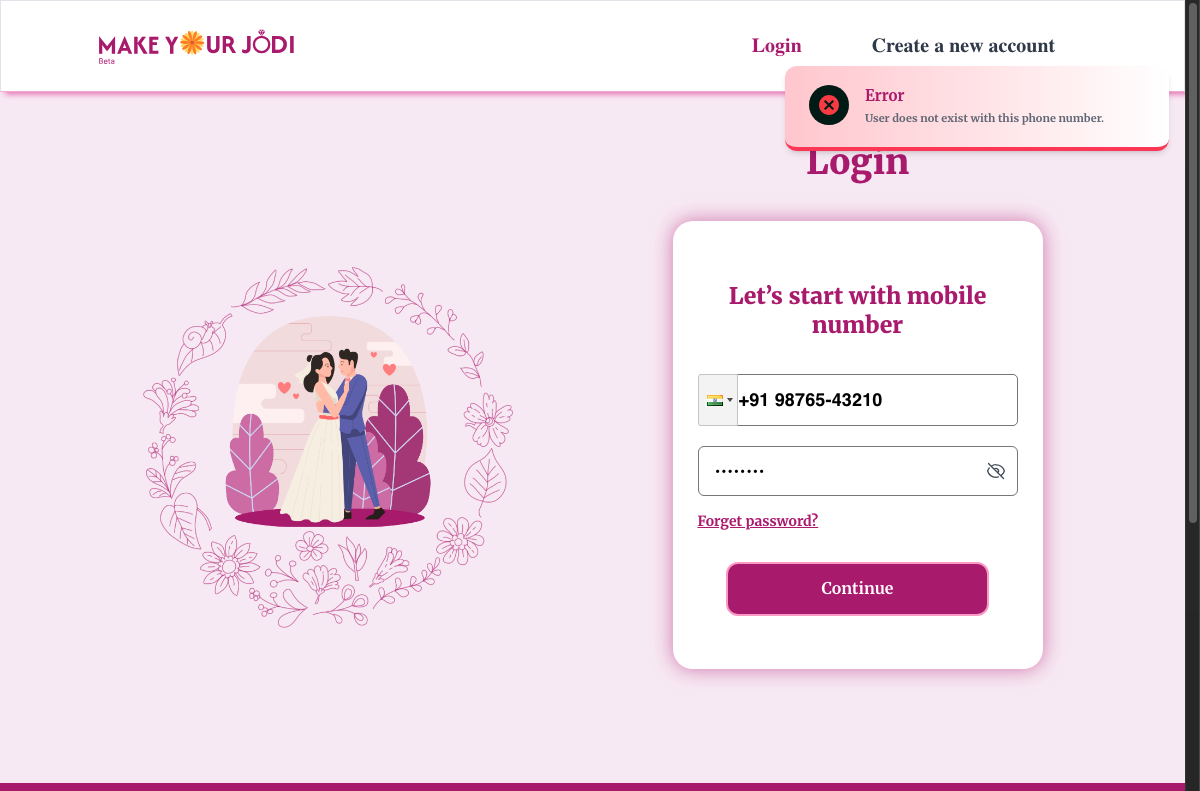 MAKE YOUR JODI
Beta
Login
Create a new account
Error
User does not exist with this phone number.
Login
Let’s start with mobile
number
+91 98765-43210
••••••••
Forget password?
Continue